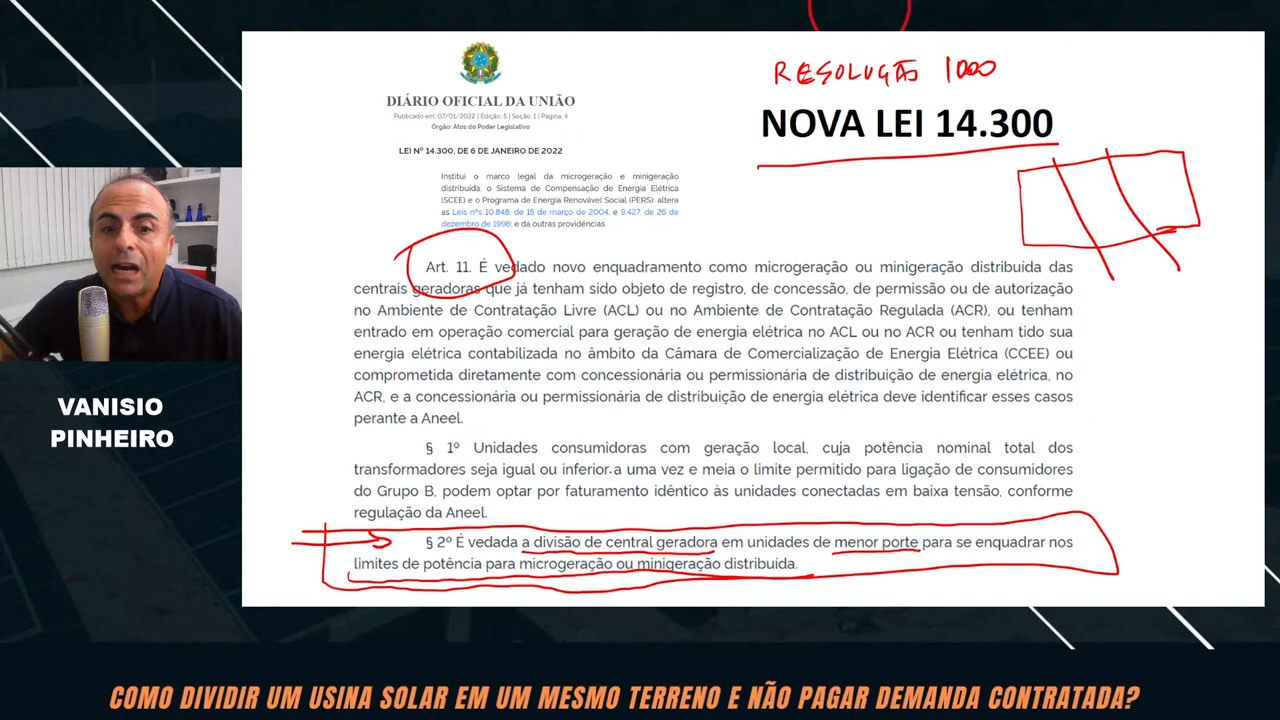 RESOLUÇÃO 1000
DIÁRIO OFICIAL DA UNIÃO
Publicado em: 07/01/2022 | Edição: 5 | Seção: 1 | Página: 4
Órgão: Atos do Poder Legislativo
NOVA LEI 14.300
LEI Nº 14.300, DE 6 DE JANEIRO DE 2022
Institui o marco legal da microgeração e minigeração
distribuída, o Sistema de Compensação de Energia Elétrica
(SCEE) e o Programa de Energia Renovável Social (PERS); altera
as Leis nºs 10.848, de 15 de março de 2004, e 9.427, de 26 de
dezembro de 1996; e dá outras providências.
Art. 11. É vedado novo enquadramento como microgeração ou minigeração distribuída das
centrais geradoras que já tenham sido objeto de registro, de concessão, de permissão ou de autorização
no Ambiente de Contratação Livre (ACL) ou no Ambiente de Contratação Regulada (ACR), ou tenham
entrado em operação comercial para geração de energia elétrica no ACL ou no ACR ou tenham tido sua
energia elétrica contabilizada no âmbito da Câmara de Comercialização de Energia Elétrica (CCEE) ou
comprometida diretamente com concessionária ou permissionária de distribuição de energia elétrica, no
ACR, e a concessionária ou permissionária de distribuição de energia elétrica deve identificar esses casos
perante a Aneel.
§ 1º Unidades consumidoras com geração local, cuja potência nominal total dos
transformadores seja igual ou inferior a uma vez e meia o limite permitido para ligação de consumidores
do Grupo B, podem optar por faturamento idêntico às unidades conectadas em baixa tensão, conforme
regulação da Aneel.
§ 2º É vedada a divisão de central geradora em unidades de menor porte para se enquadrar nos
limites de potência para microgeração ou minigeração distribuída.
VANISIO
PINHEIRO
COMO DIVIDIR UM USINA SOLAR EM UM MESMO TERRENO E NÃO PAGAR DEMANDA CONTRATADA?